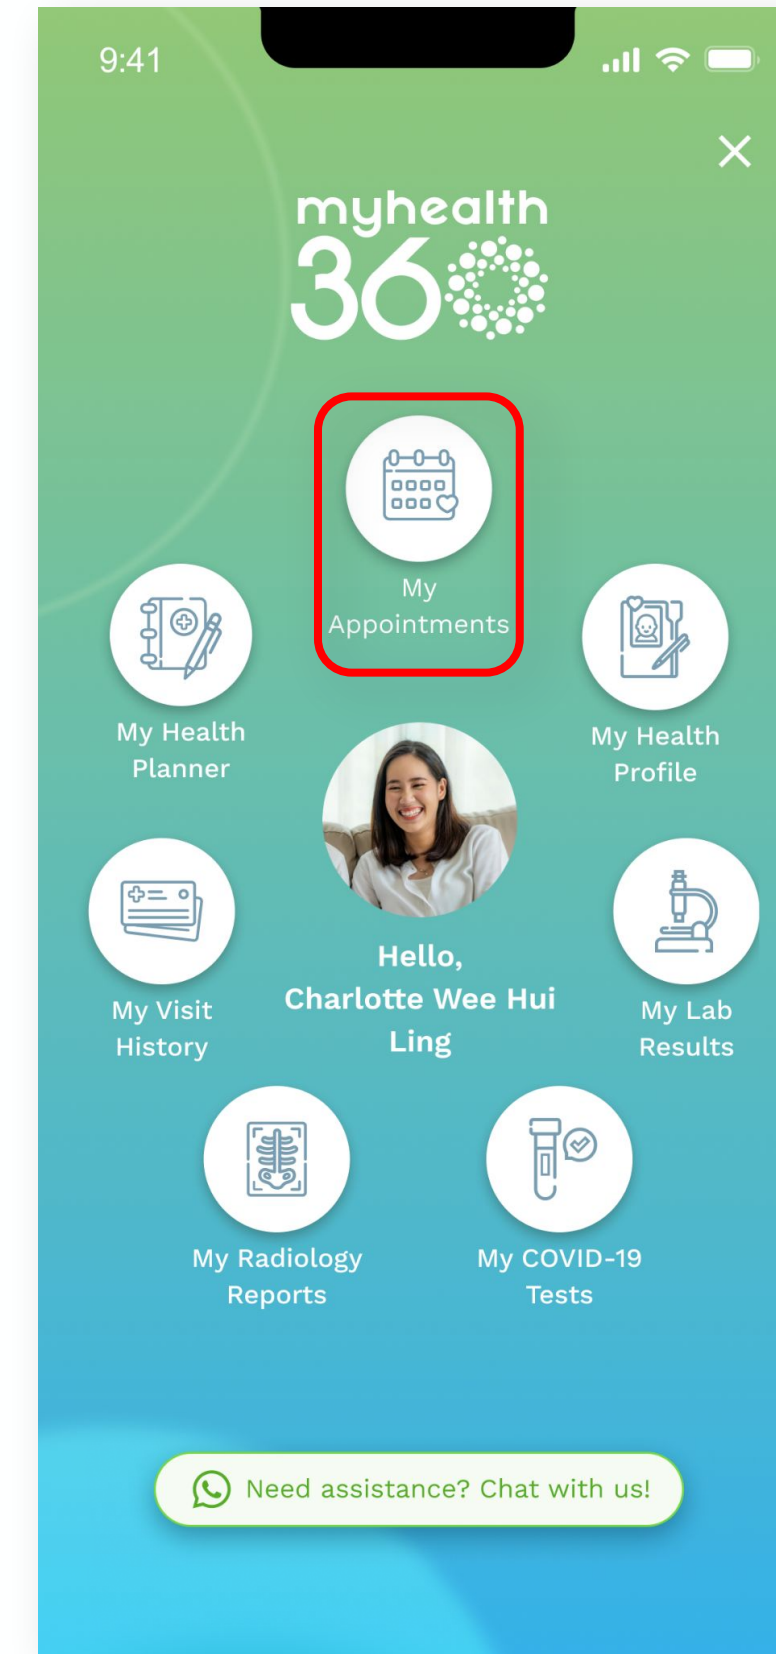 9:41
myhealth
360
My
Appointments
My Health
Planner
My Health
Profile
Hello,
Charlotte Wee Hui
Ling
My Visit
History
My Lab
Results
My Radiology
Reports
My COVID-19
Tests
Need assistance? Chat with us!